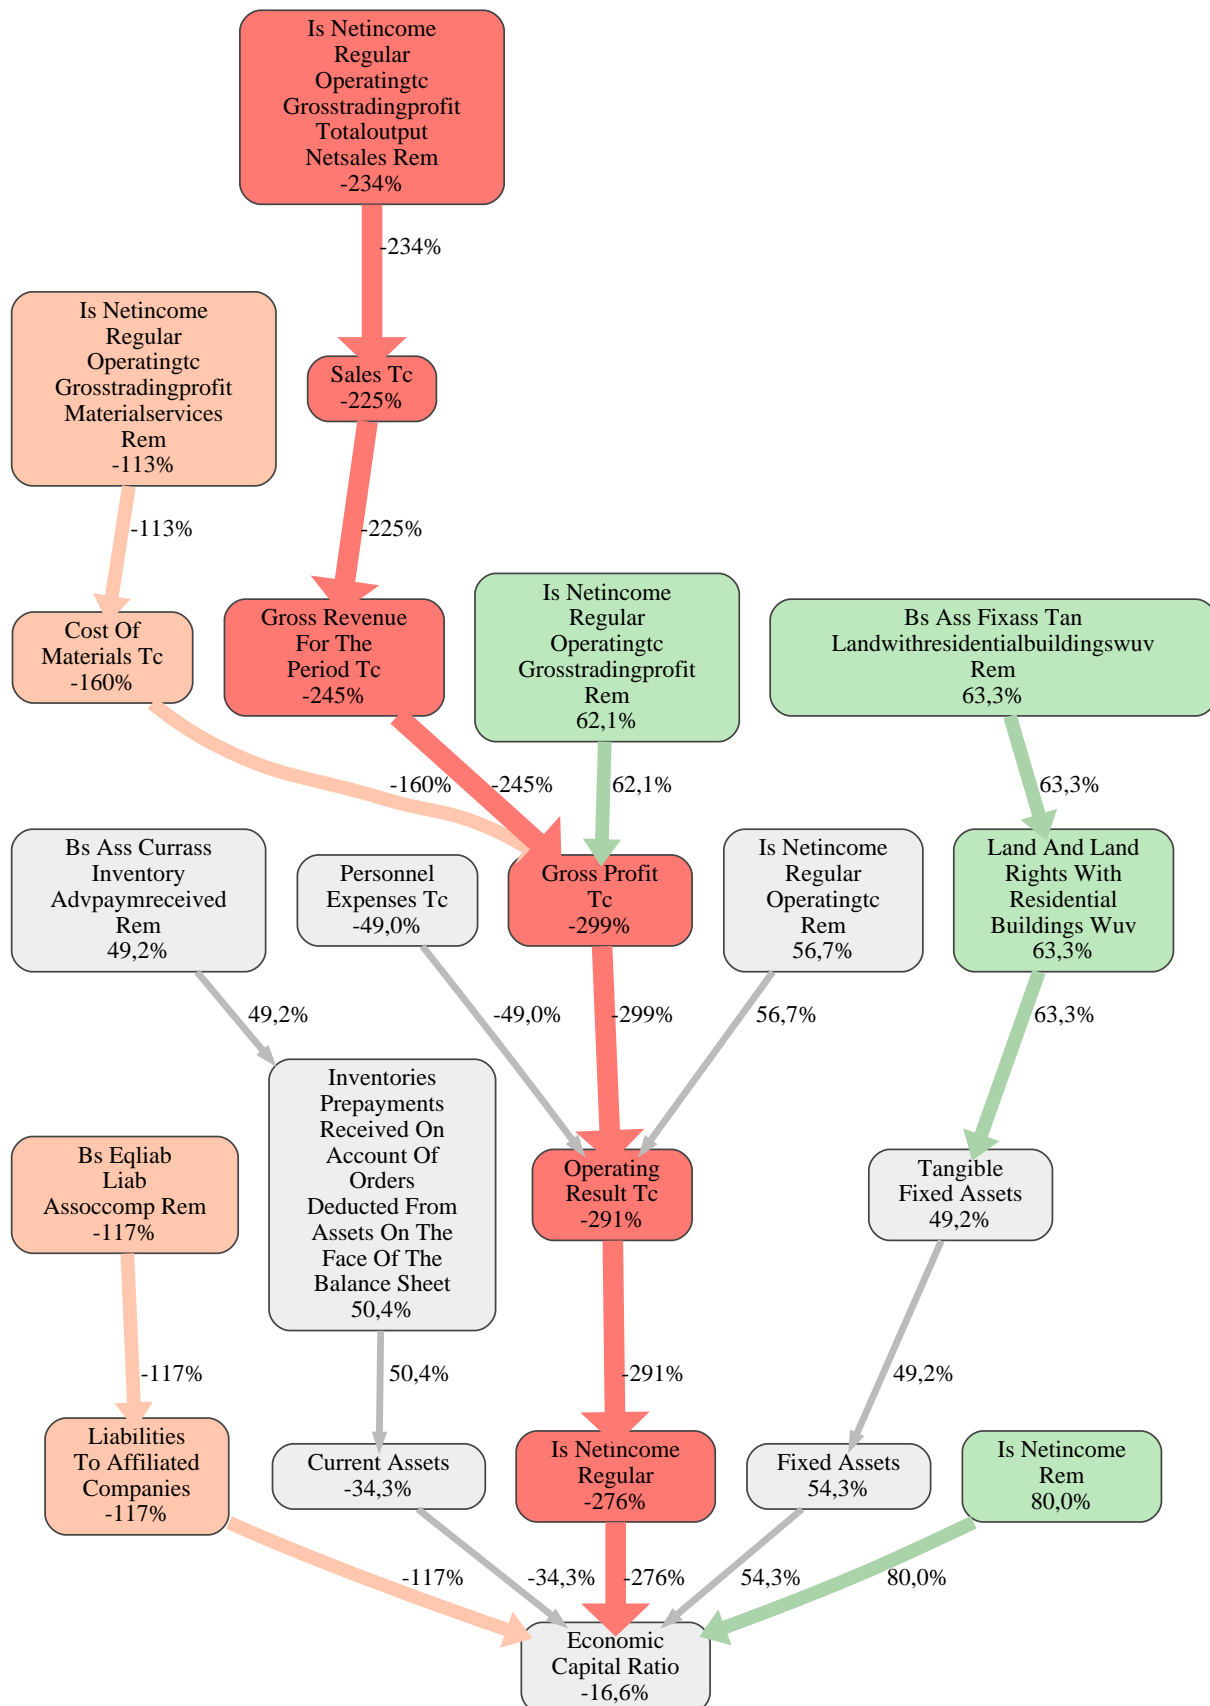 Is Netincome
Regular
Operatingtc
Grosstradingprofit
Totaloutput
Netsales Rem
-234%
-234%
Is Netincome
Regular
Operatingtc
Grosstradingprofit
Materialservices
Rem
-113%
Sales Tc
-225%
-113%
-225%
Cost Of
Materials Tc
-160%
Gross Revenue
For The
Period Tc
-245%
Is Netincome
Regular
Operatingtc
Grosstradingprofit
Rem
62,1%
Bs Ass Fixass Tan
Landwithresidentialbuildingswuv
Rem
63,3%
-160%
-245%
62,1%
63,3%
Bs Ass Currass
Inventory
Advpaymreceived
Rem
49,2%
Personnel
Expenses Tc
-49,0%
Gross Profit
Tc
-299%
Is Netincome
Regular
Operatingtc
Rem
56,7%
Land And Land
Rights With
Residential
Buildings Wuv
63,3%
49,2%
-49,0%
-299%
56,7%
63,3%
Bs Eqliab
Liab
Assoccomp Rem
-117%
Inventories
Prepayments
Received On
Account Of
Orders
Deducted From
Assets On The
Face Of The
Balance Sheet
50,4%
Operating
Result Tc
-291%
Tangible
Fixed Assets
49,2%
-117%
50,4%
-291%
49,2%
Liabilities
To Affiliated
Companies
-117%
Current Assets
-34,3%
Is Netincome
Regular
-276%
Fixed Assets
54,3%
Is Netincome
Rem
80,0%
-117%
-34,3%
-276%
54,3%
80,0%
Economic
Capital Ratio
-16,6%